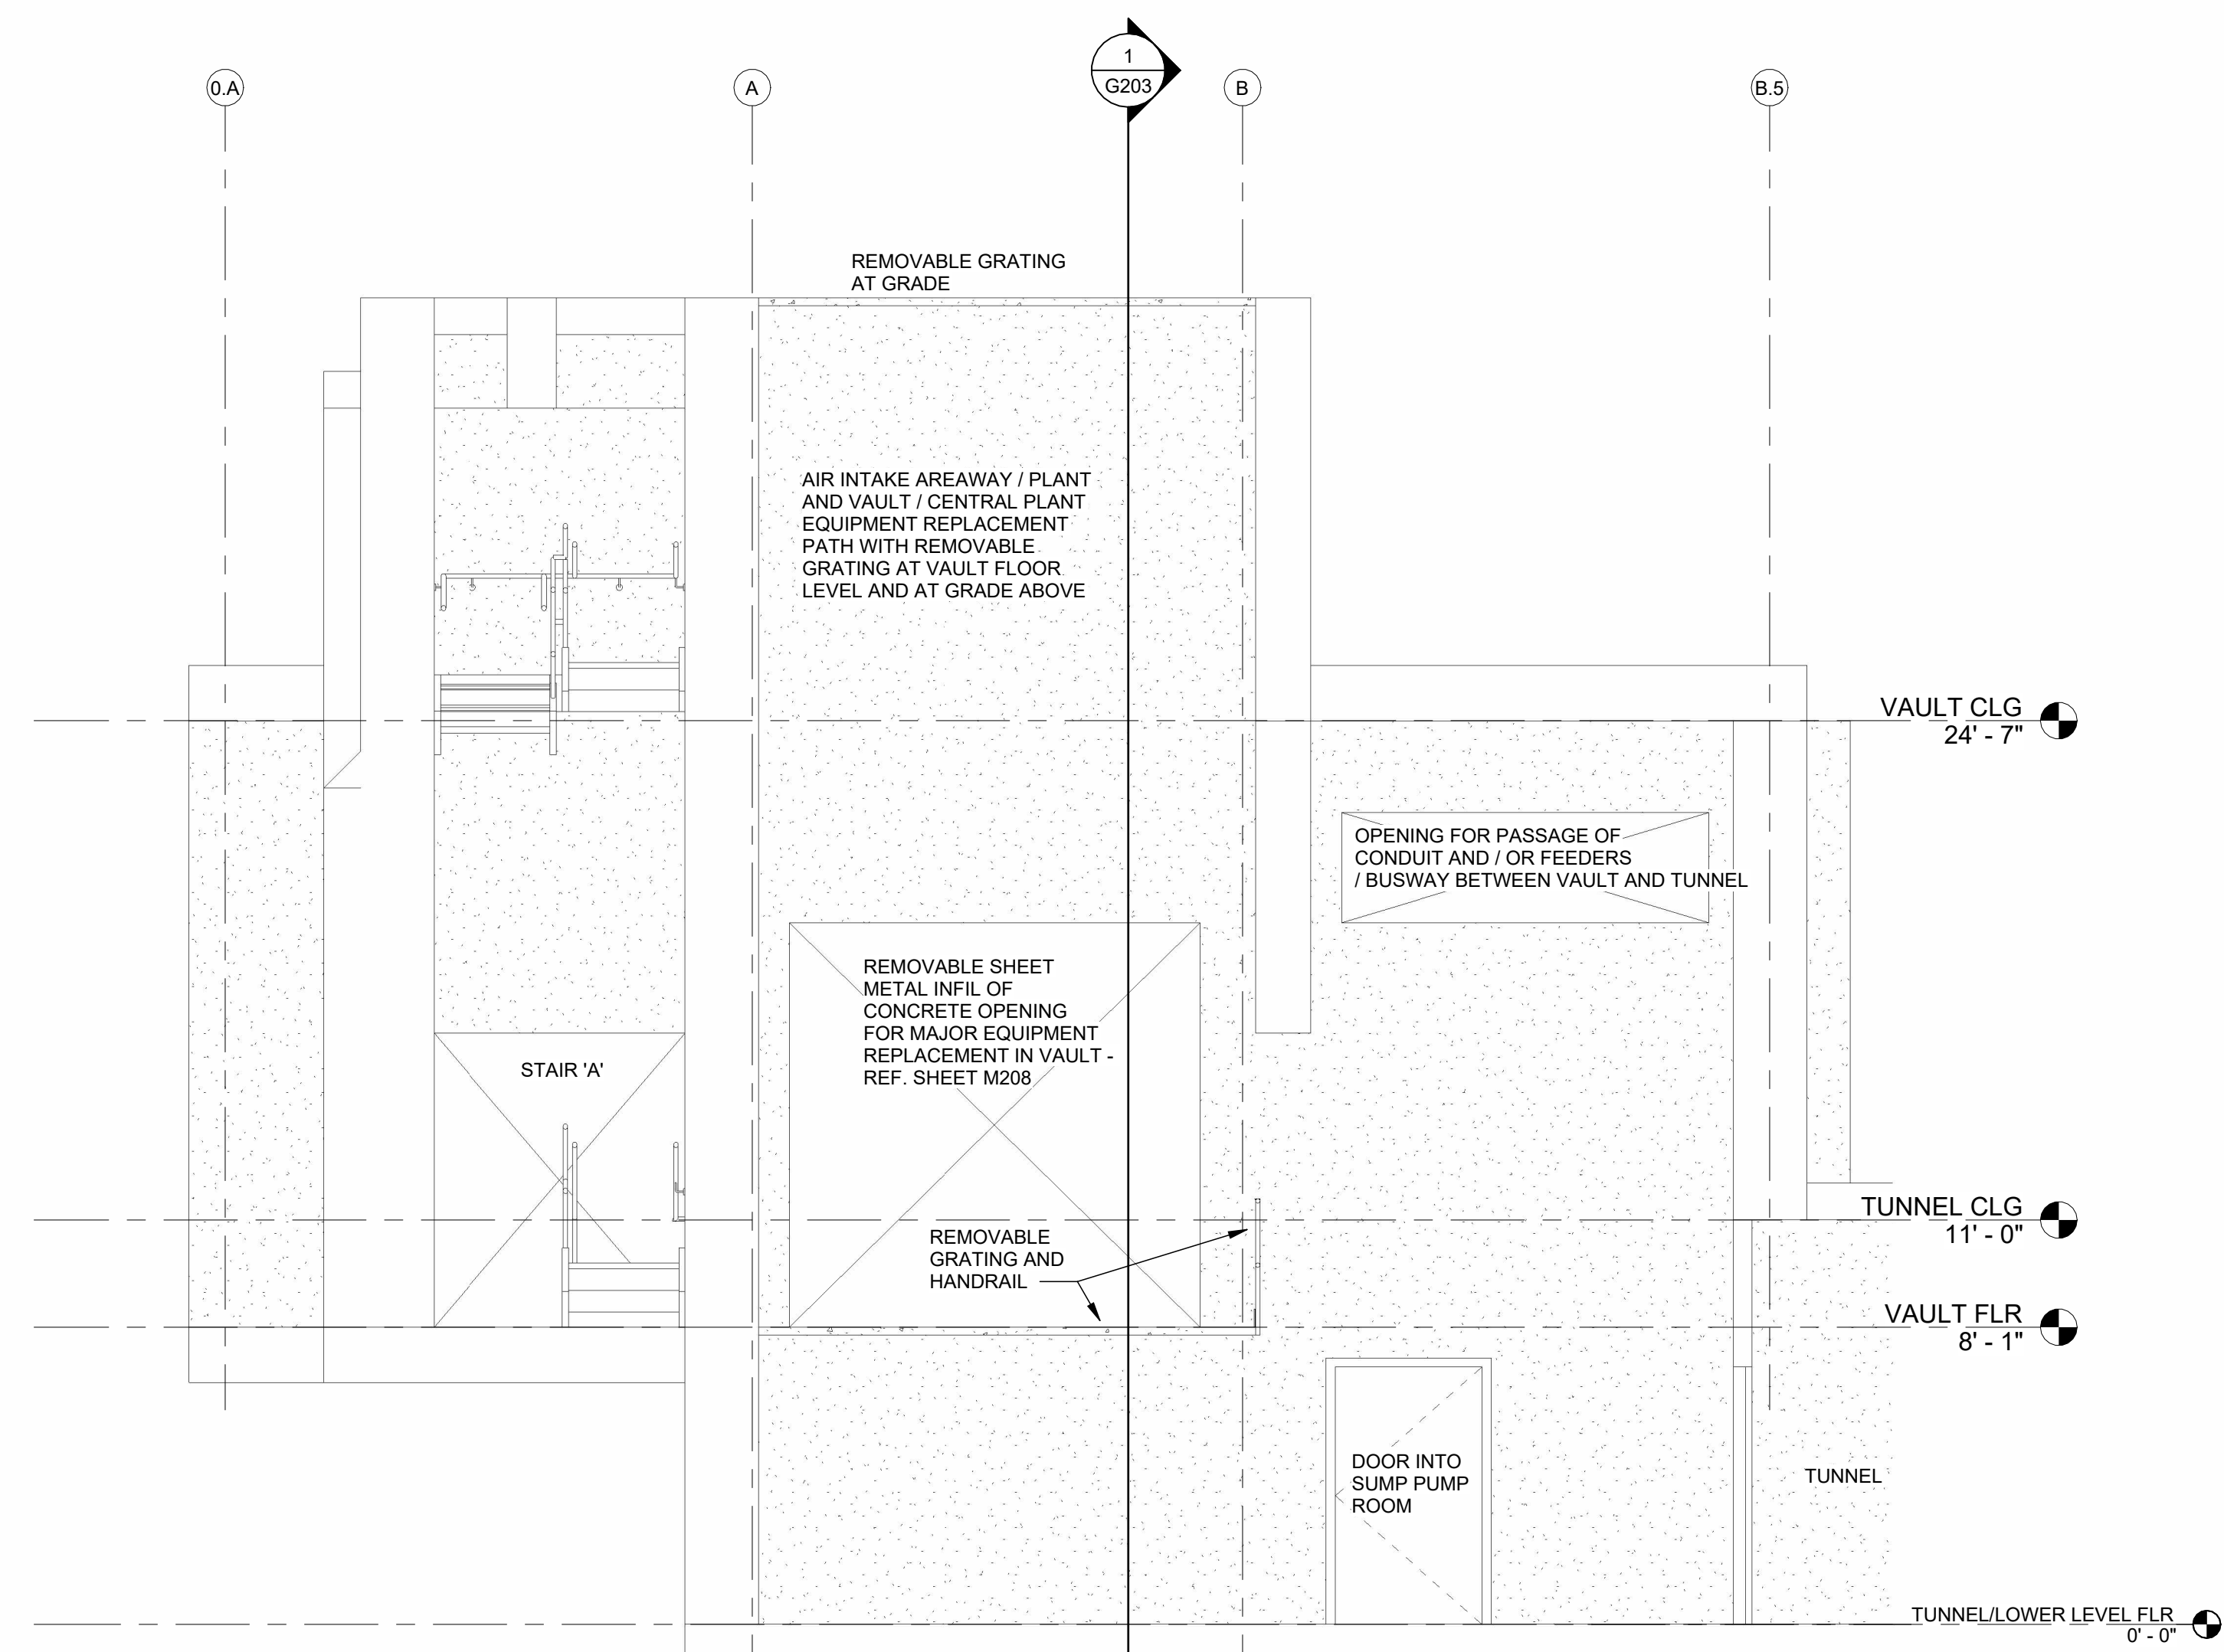 1
G203
0.A
A
B
B.5
REMOVABLE GRATING
AT GRADE
AIR INTAKE AREAWAY / PLANT
AND VAULT / CENTRAL PLANT
EQUIPMENT REPLACEMENT
PATH WITH REMOVABLE
GRATING AT VAULT FLOOR
LEVEL AND AT GRADE ABOVE
VAULT CLG
24' - 7"
OPENING FOR PASSAGE OF
CONDUIT AND / OR FEEDERS
/ BUSWAY BETWEEN VAULT AND TUNNEL
REMOVABLE SHEET
METAL INFIL OF
CONCRETE OPENING
FOR MAJOR EQUIPMENT
REPLACEMENT IN VAULT -
REF. SHEET M208
STAIR 'A'
TUNNEL CLG
11' - 0"
REMOVABLE
GRATING AND
HANDRAIL
VAULT FLR
8' - 1"
DOOR INTO
SUMP PUMP
ROOM
TUNNEL
TUNNEL/LOWER LEVEL FLR
0' - 0"